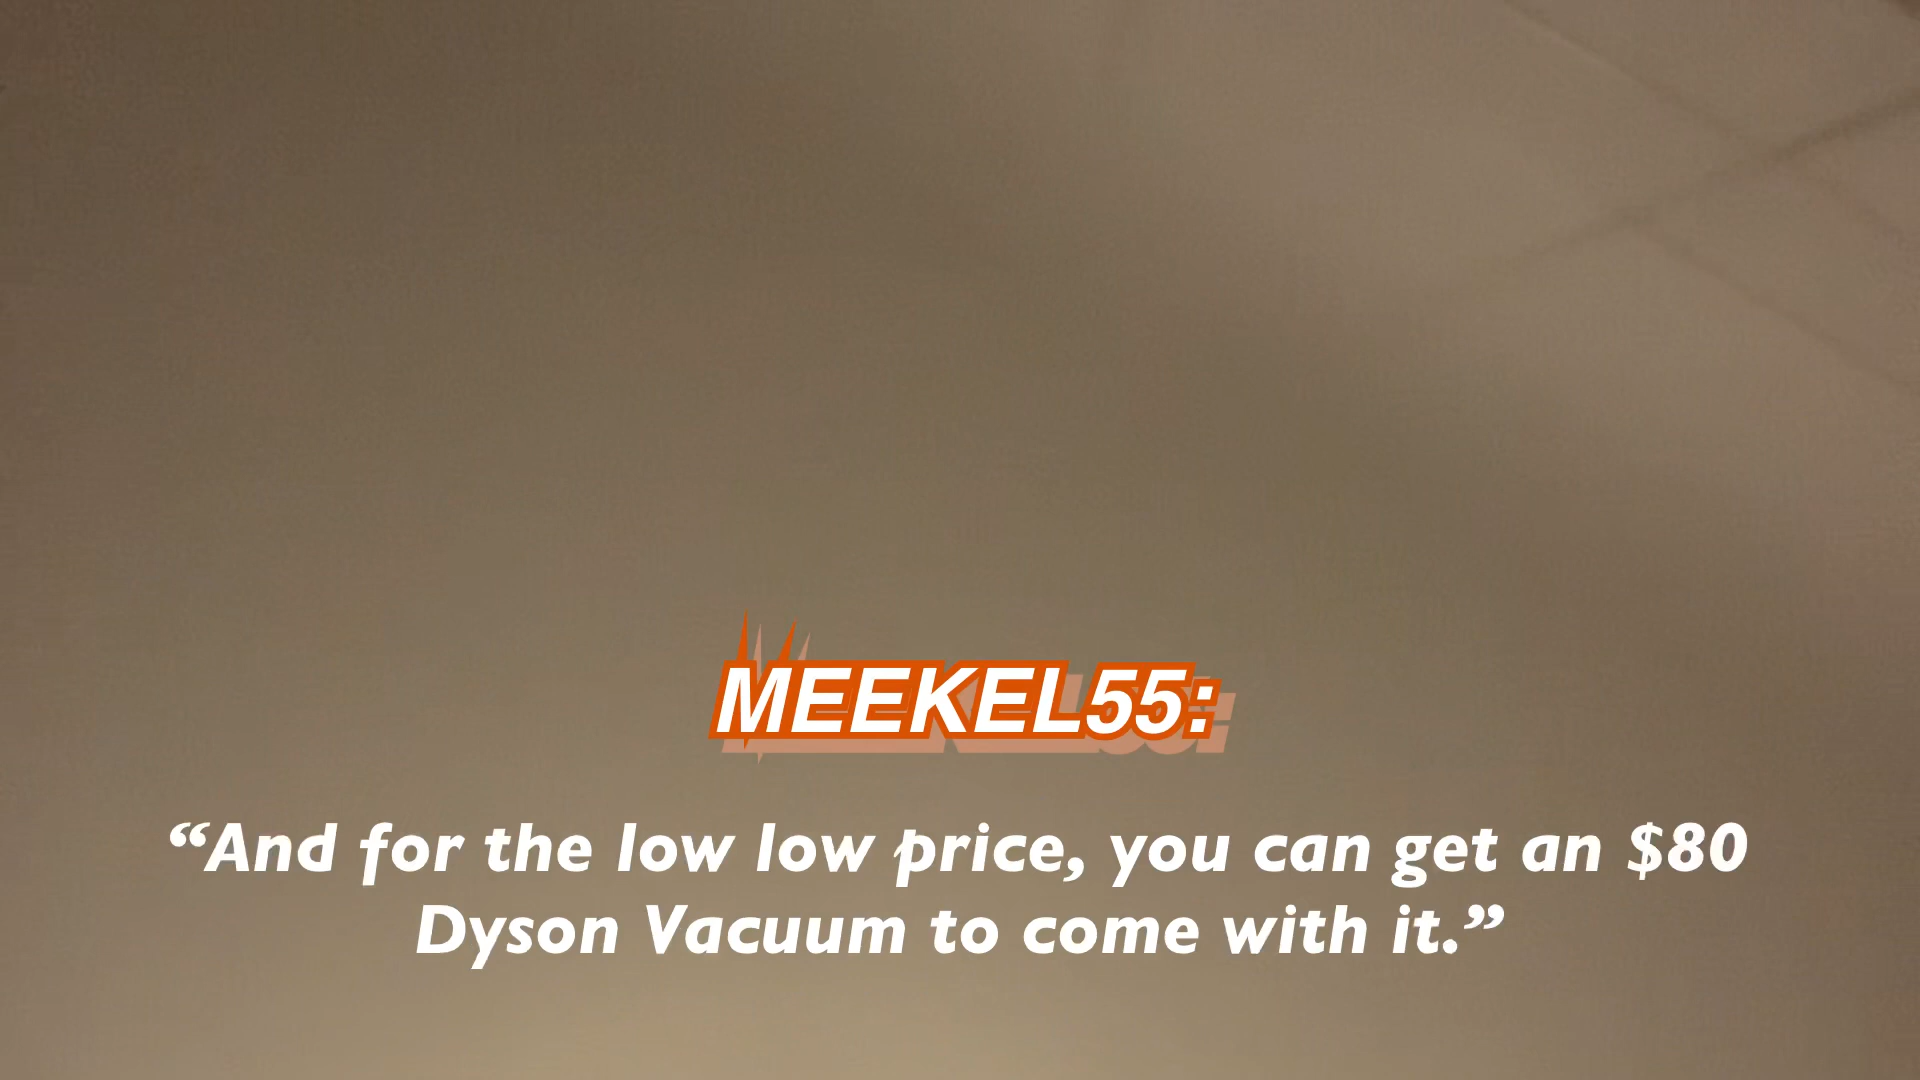 MEEKEL55:
“And for the low low price, you can get an $80
Dyson Vacuum to come with it.”